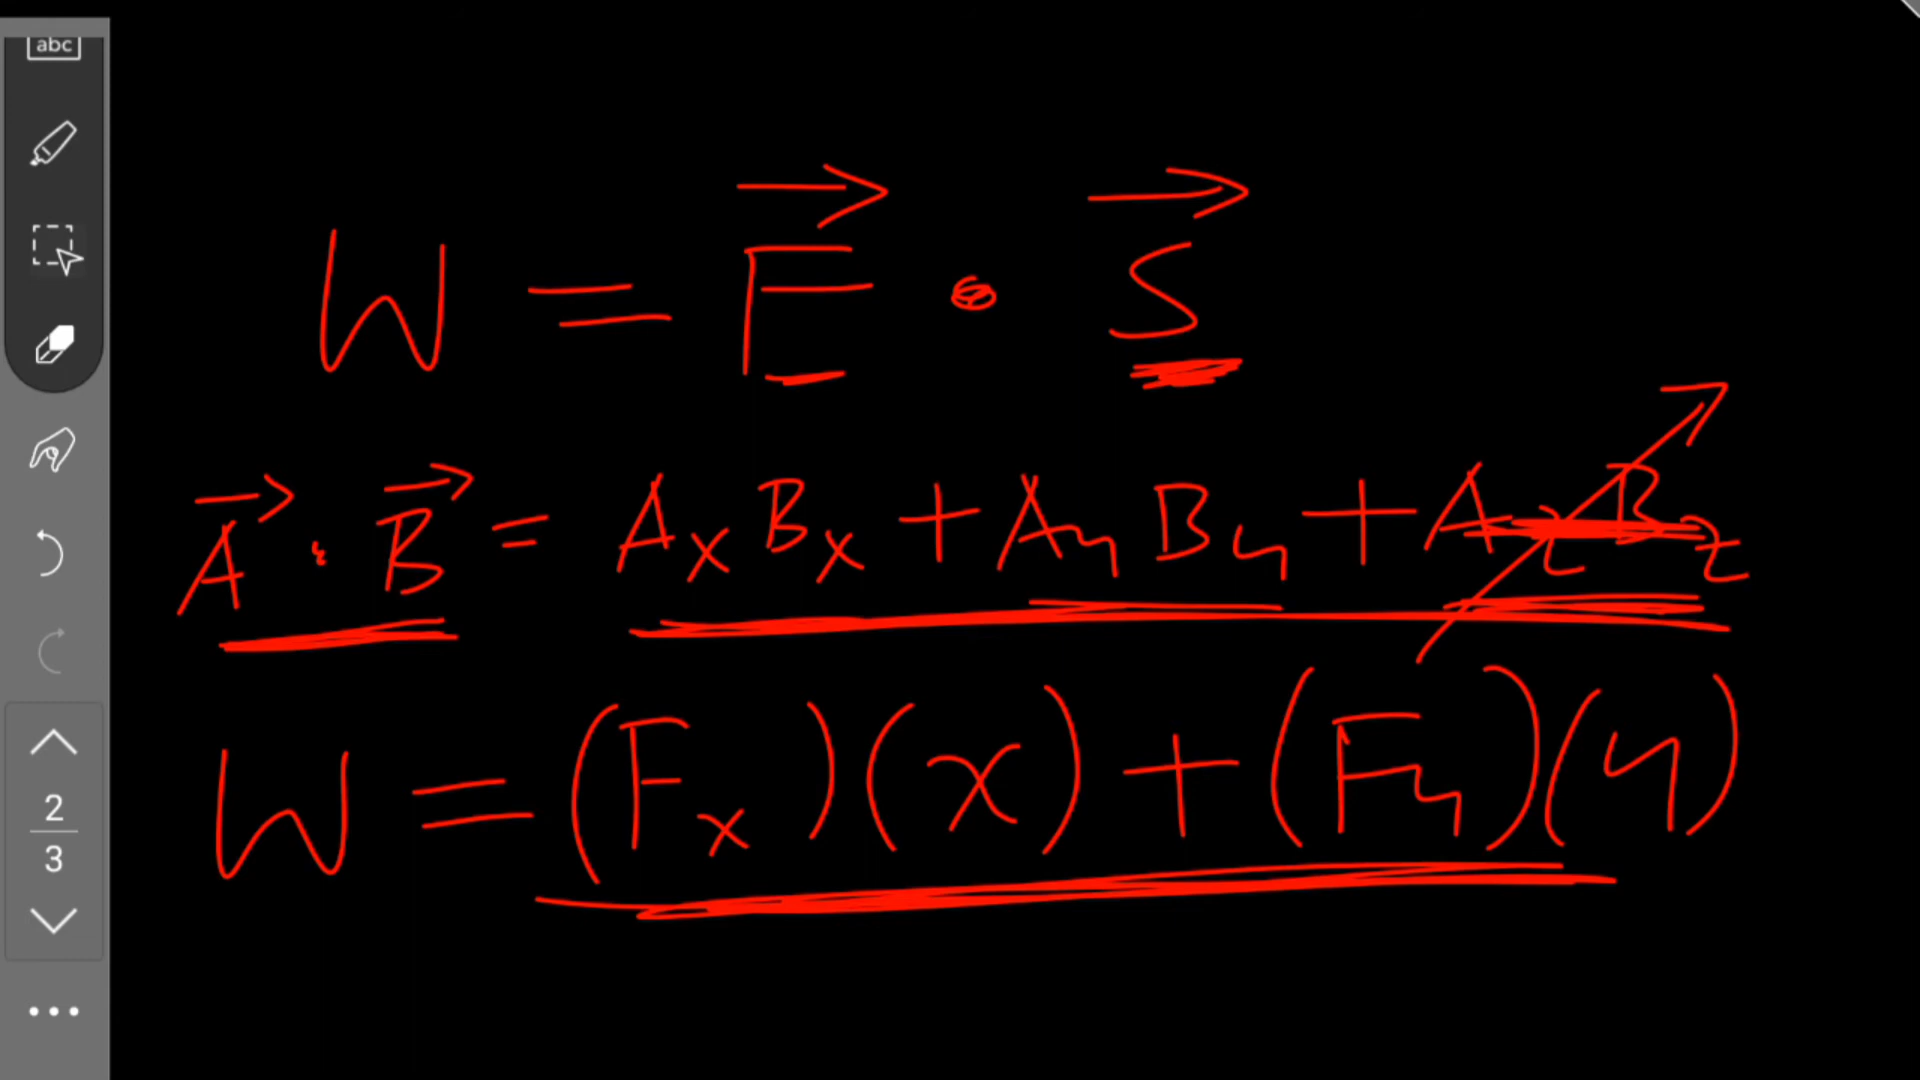 abc
W = F⃗ • S⃗
A⃗ · B⃗ = AxBx + AyBy + AzBz
W = (Fx)(x) + (Fy)(y)
2
3